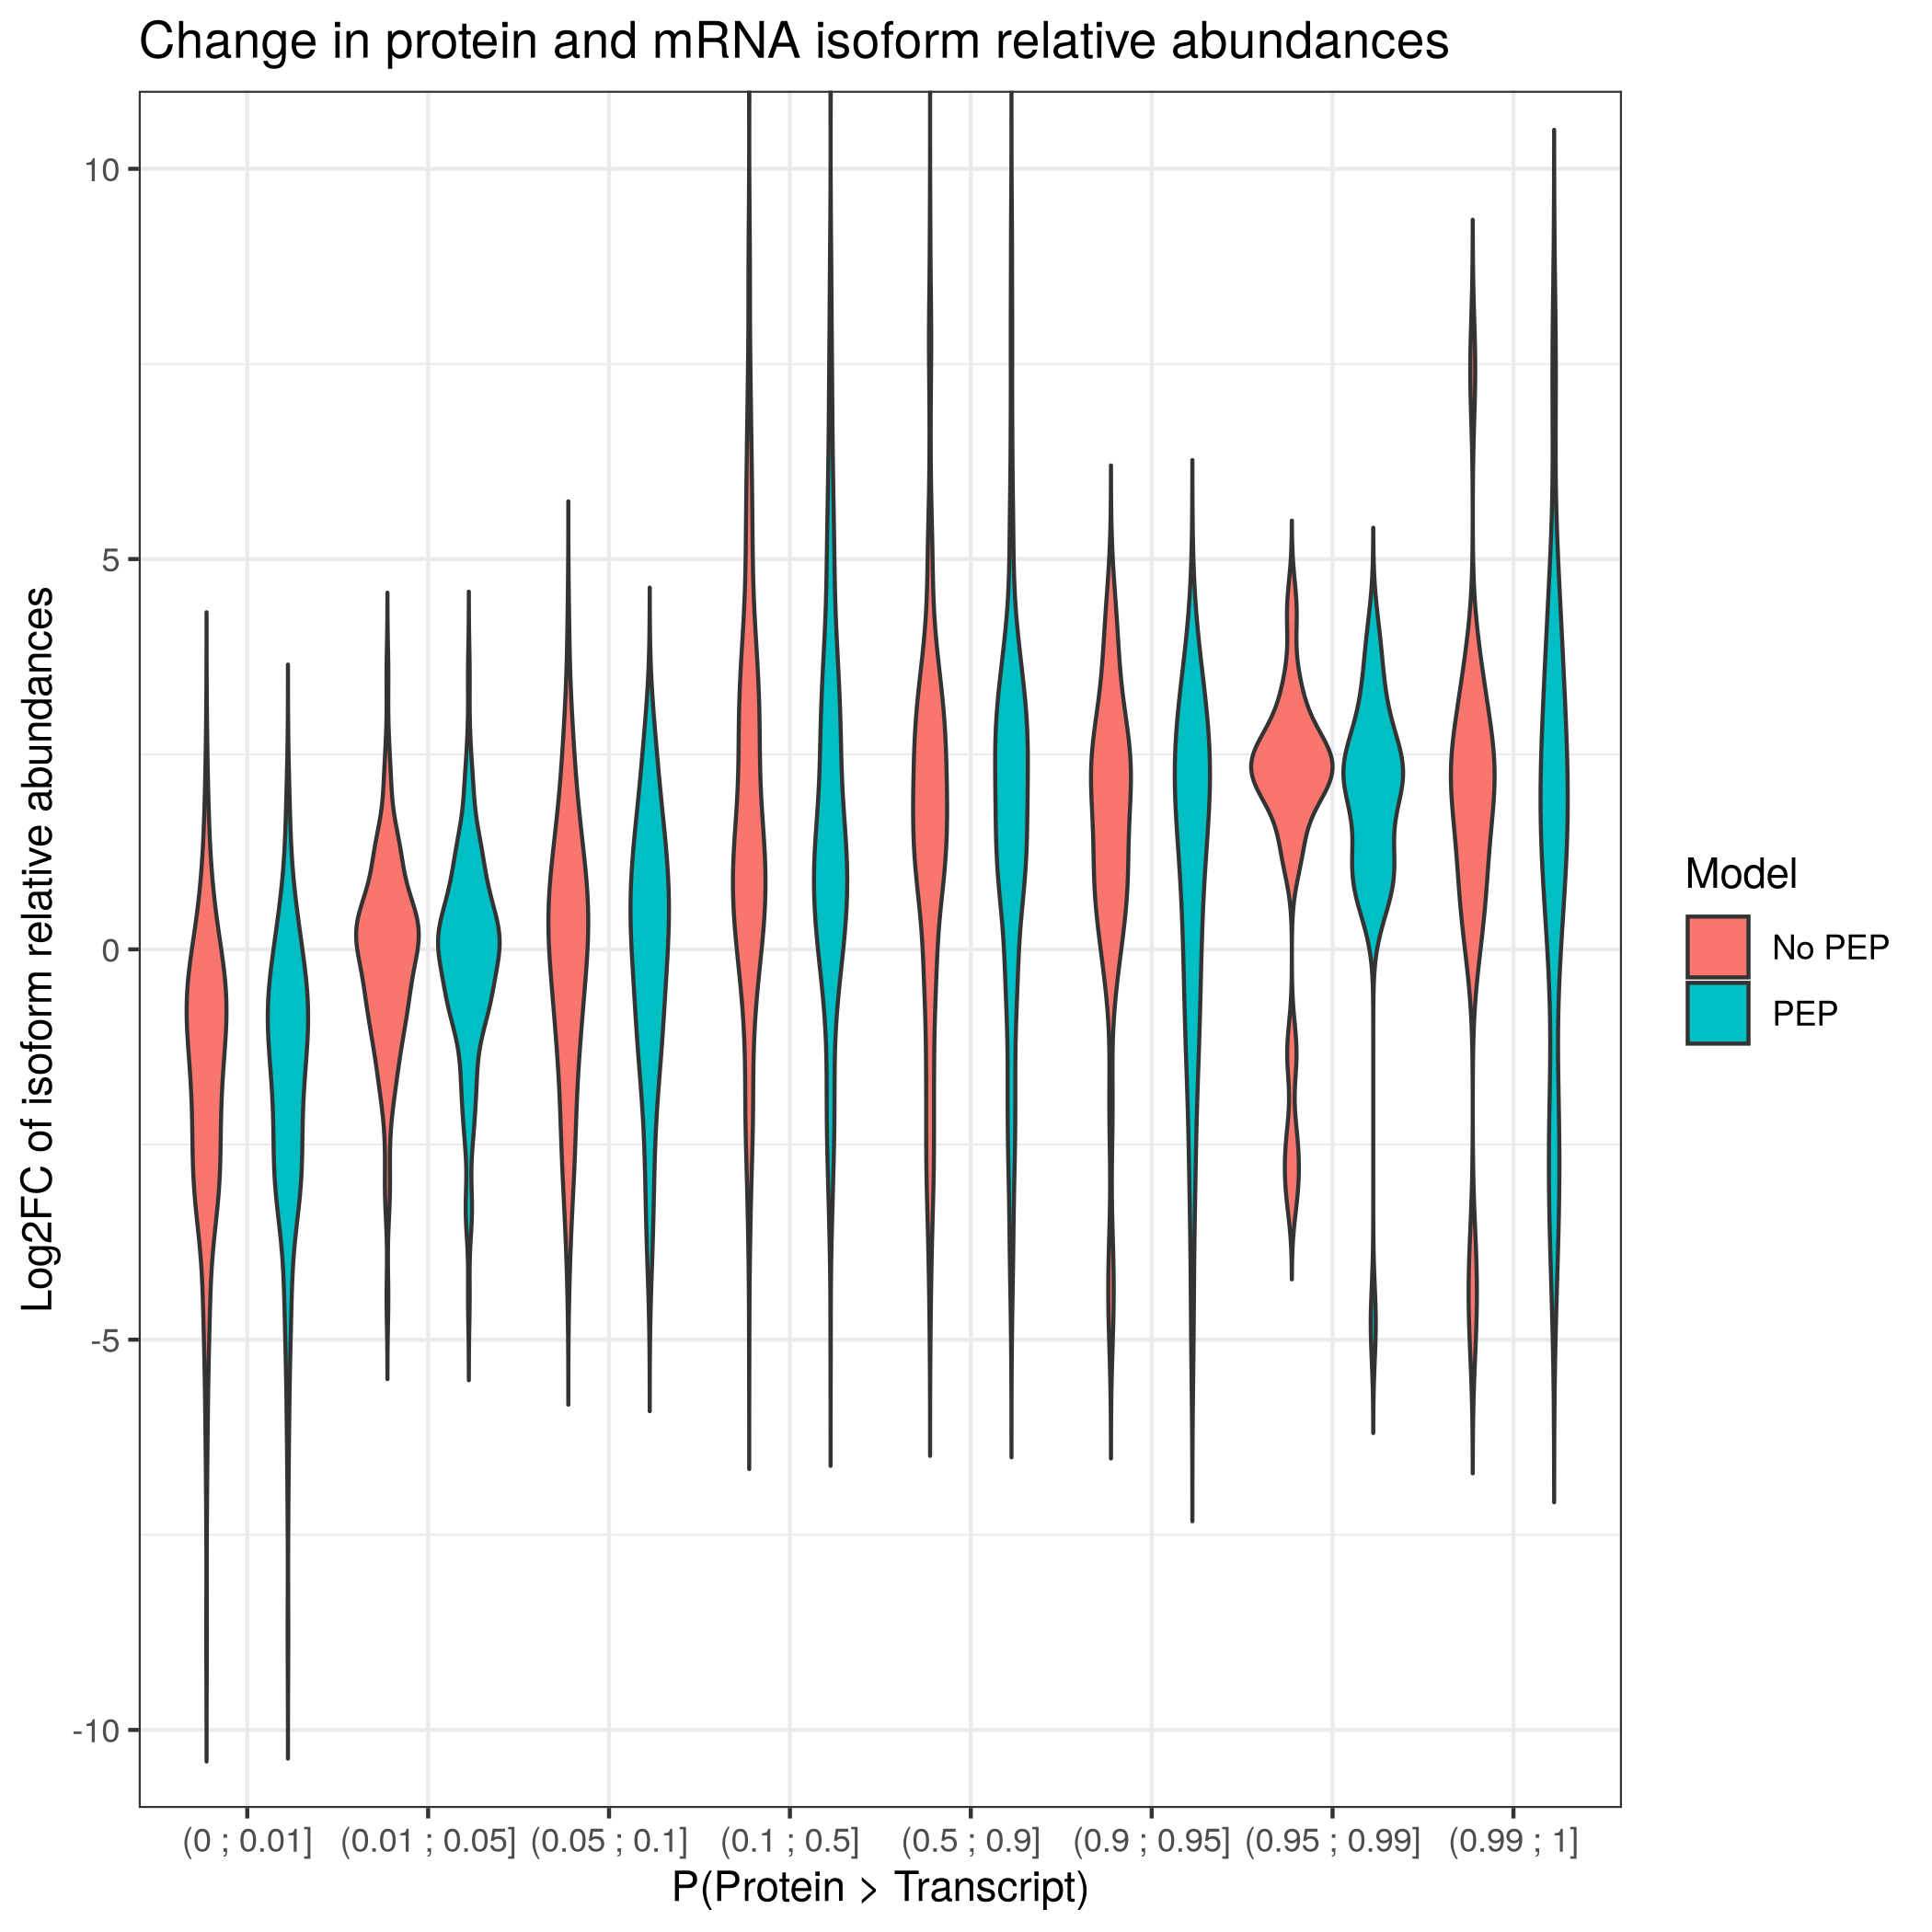 Change in protein and mRNA isoform relative abundances
Log2FC of isoform relative abundances
10
5
0
-5
-10
(0 ; 0.01] (0.01 ; 0.05] (0.05 ; 0.1] (0.1 ; 0.5] (0.5 ; 0.9] (0.9 ; 0.95] (0.95 ; 0.99] (0.99 ; 1]
P(Protein > Transcript)
Model
No PEP
PEP